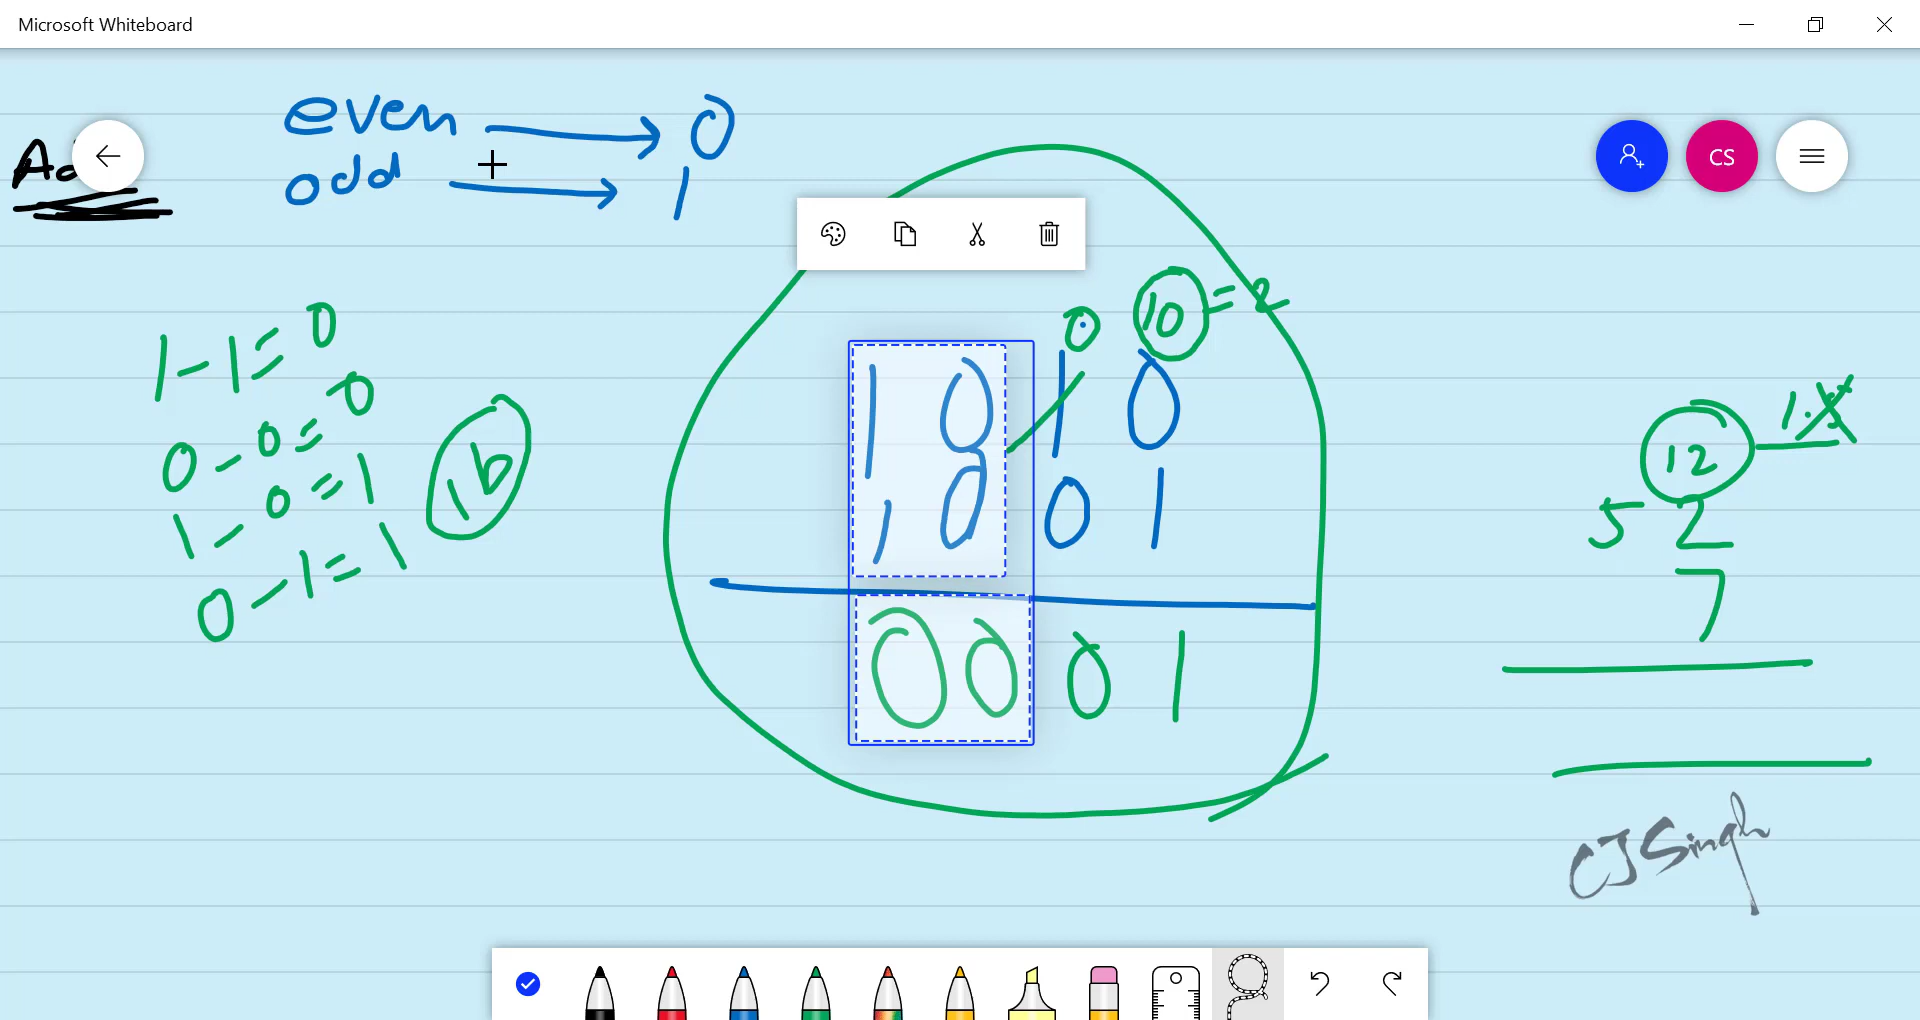 Microsoft Whiteboard
even → 0
odd → 1
CS
1 - 1 = 0
0 - 0 = 0
1 - 0 = 1
0 - 1 = 1 1b
0 10 = 2
1 0 1 0
1 0 0 1
0 0 0 1
12
5 2
7
CJSingh